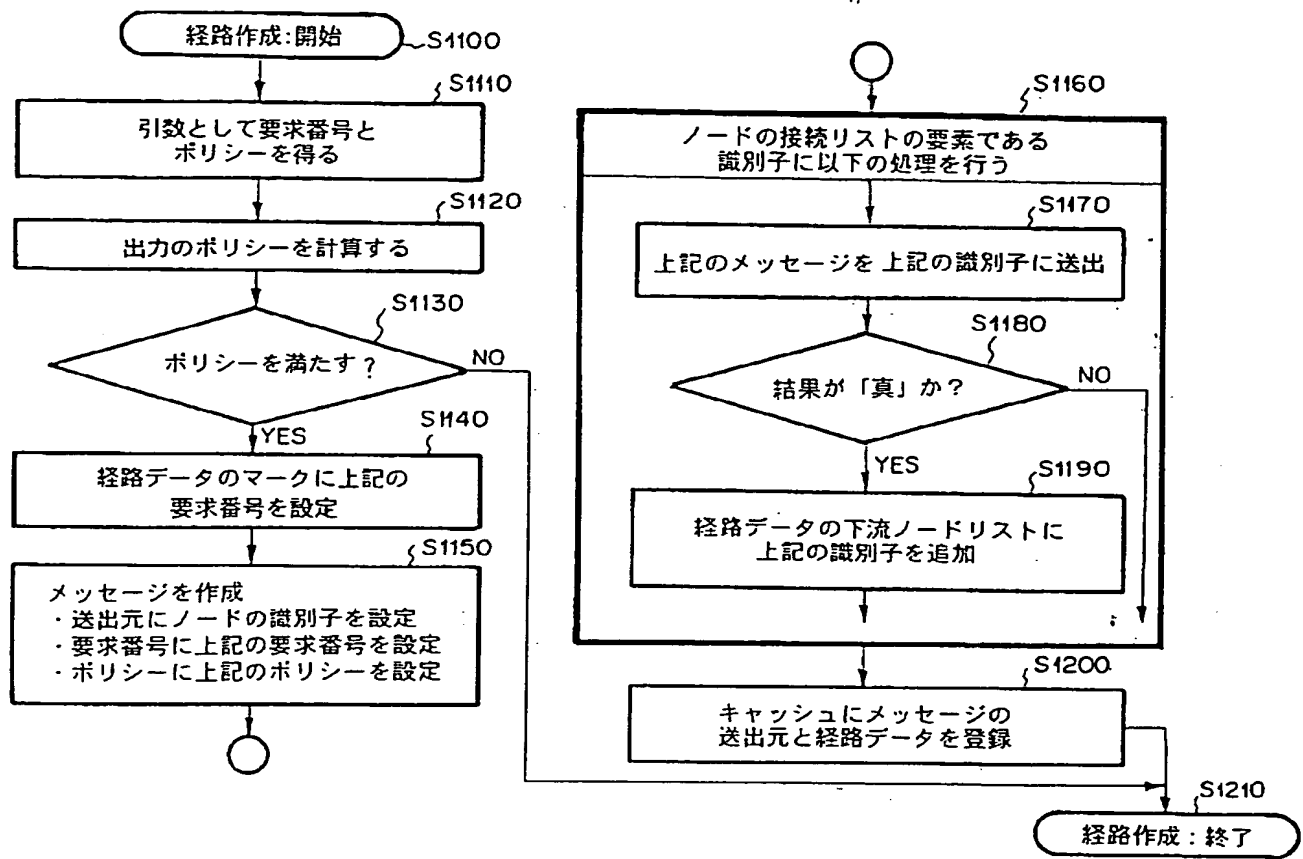 経路作成:開始
S1100
S1110
引数として要求番号と
ポリシーを得る
S1120
出力のポリシーを計算する
S1130
ポリシーを満たす?
NO
YES
S1140
経路データのマークに上記の
要求番号を設定
S1150
メッセージを作成
・送出元にノードの識別子を設定
・要求番号に上記の要求番号を設定
・ポリシーに上記のポリシーを設定
S1160
ノードの接続リストの要素である
識別子に以下の処理を行う
S1170
上記のメッセージを上記の識別子に送出
S1180
結果が「真」か?
NO
YES
S1190
経路データの下流ノードリストに
上記の識別子を追加
S1200
キャッシュにメッセージの
送出元と経路データを登録
S1210
経路作成:終了